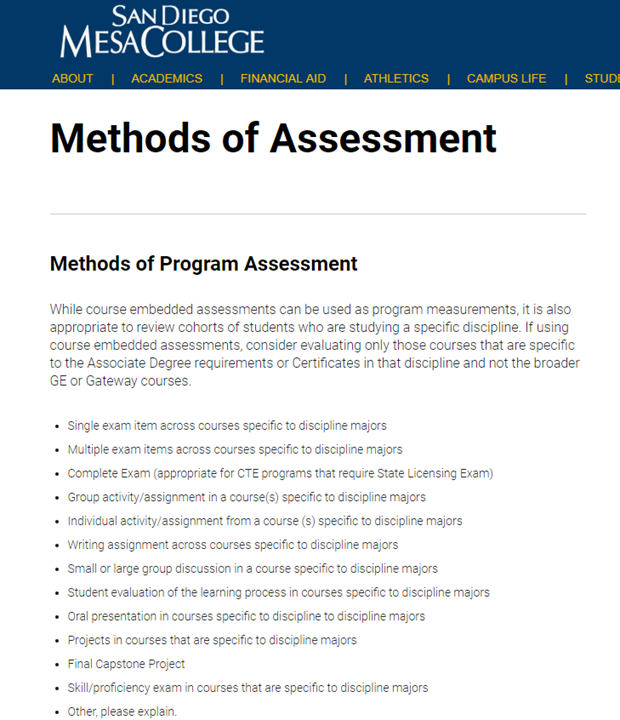 SAN DIEGO
MESA COLLEGE
ABOUT | ACADEMICS | FINANCIAL AID | ATHLETICS | CAMPUS LIFE | STUDE
Methods of Assessment
Methods of Program Assessment
While course embedded assessments can be used as program measurements, it is also
appropriate to review cohorts of students who are studying a specific discipline. If using
course embedded assessments, consider evaluating only those courses that are specific
to the Associate Degree requirements or Certificates in that discipline and not the broader
GE or Gateway courses.
• Single exam item across courses specific to discipline majors
• Multiple exam items across courses specific to discipline majors
• Complete Exam (appropriate for CTE programs that require State Licensing Exam)
• Group activity/assignment in a course(s) specific to discipline majors
• Individual activity/assignment from a course (s) specific to discipline majors
• Writing assignment across courses specific to discipline majors
• Small or large group discussion in a course specific to discipline majors
• Student evaluation of the learning process in courses specific to discipline majors
• Oral presentation in courses specific to discipline to discipline majors
• Projects in courses that are specific to discipline majors
• Final Capstone Project
• Skill/proficiency exam in courses that are specific to discipline majors
• Other, please explain.